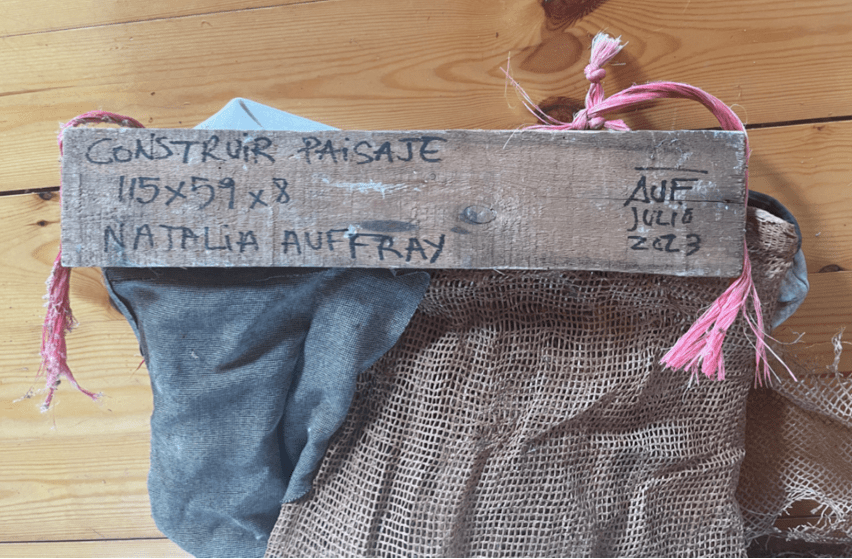 CONSTRUIR PAISAJE
115x59x8
NATALIA AUFFRAY
AUF
JULIO
2023